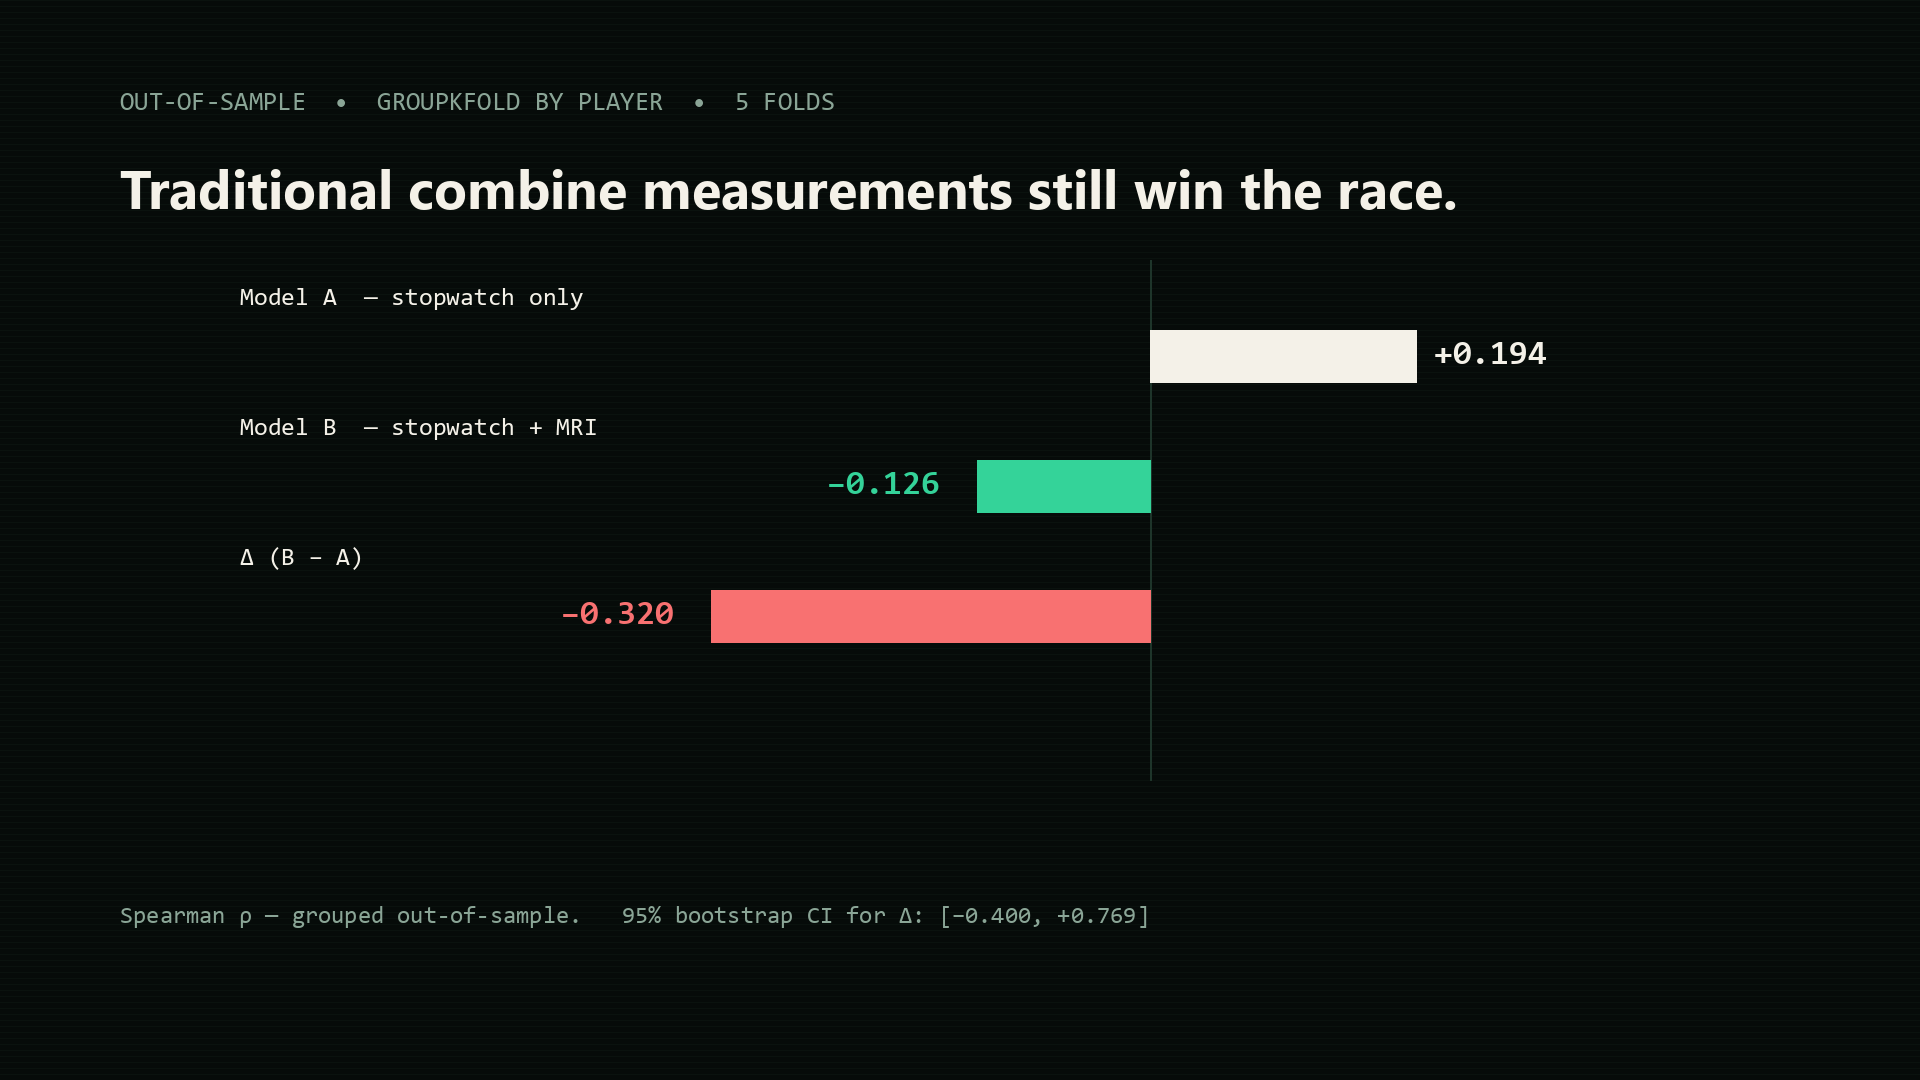 OUT-OF-SAMPLE • GROUPKFOLD BY PLAYER • 5 FOLDS
Traditional combine measurements still win the race.
Model A — stopwatch only
+0.194
Model B — stopwatch + MRI
−0.126
Δ (B − A)
−0.320
Spearman ρ — grouped out-of-sample. 95% bootstrap CI for Δ: [−0.400, +0.769]